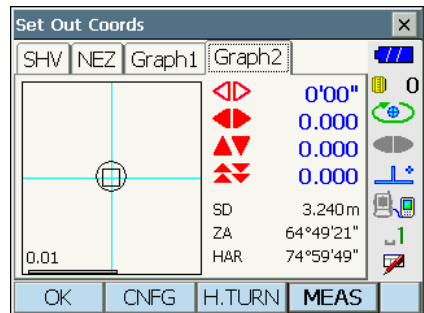 Set Out Coords
SHV NEZ Graph1 Graph2
0'00" 0
0.000
0.000
0.000
SD 3.240m
ZA 64°49'21" 1
0.01 HAR 74°59'49"
OK CNFG H.TURN MEAS